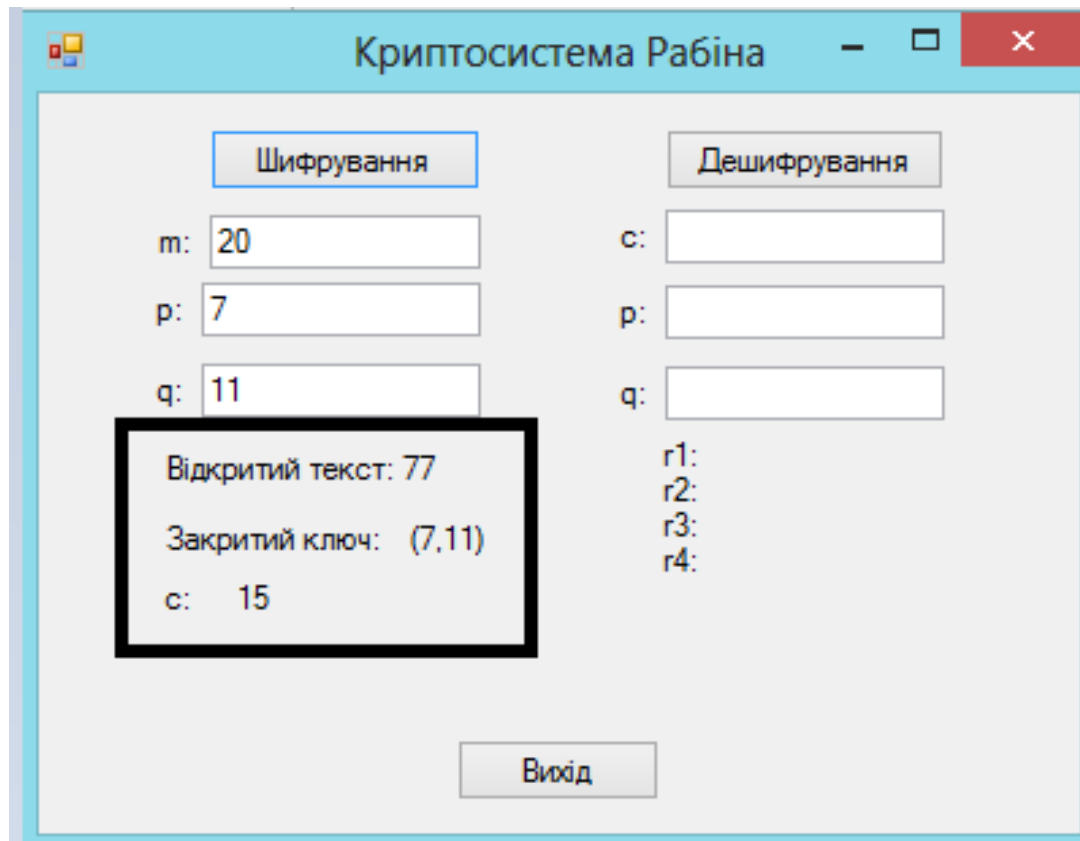 Криптосистема Рабіна
Шифрування
Дешифрування
m: 20
c:
p: 7
p:
q: 11
q:
Відкритий текст: 77
Закритий ключ: (7,11)
c: 15
r1:
r2:
r3:
r4:
Вихід